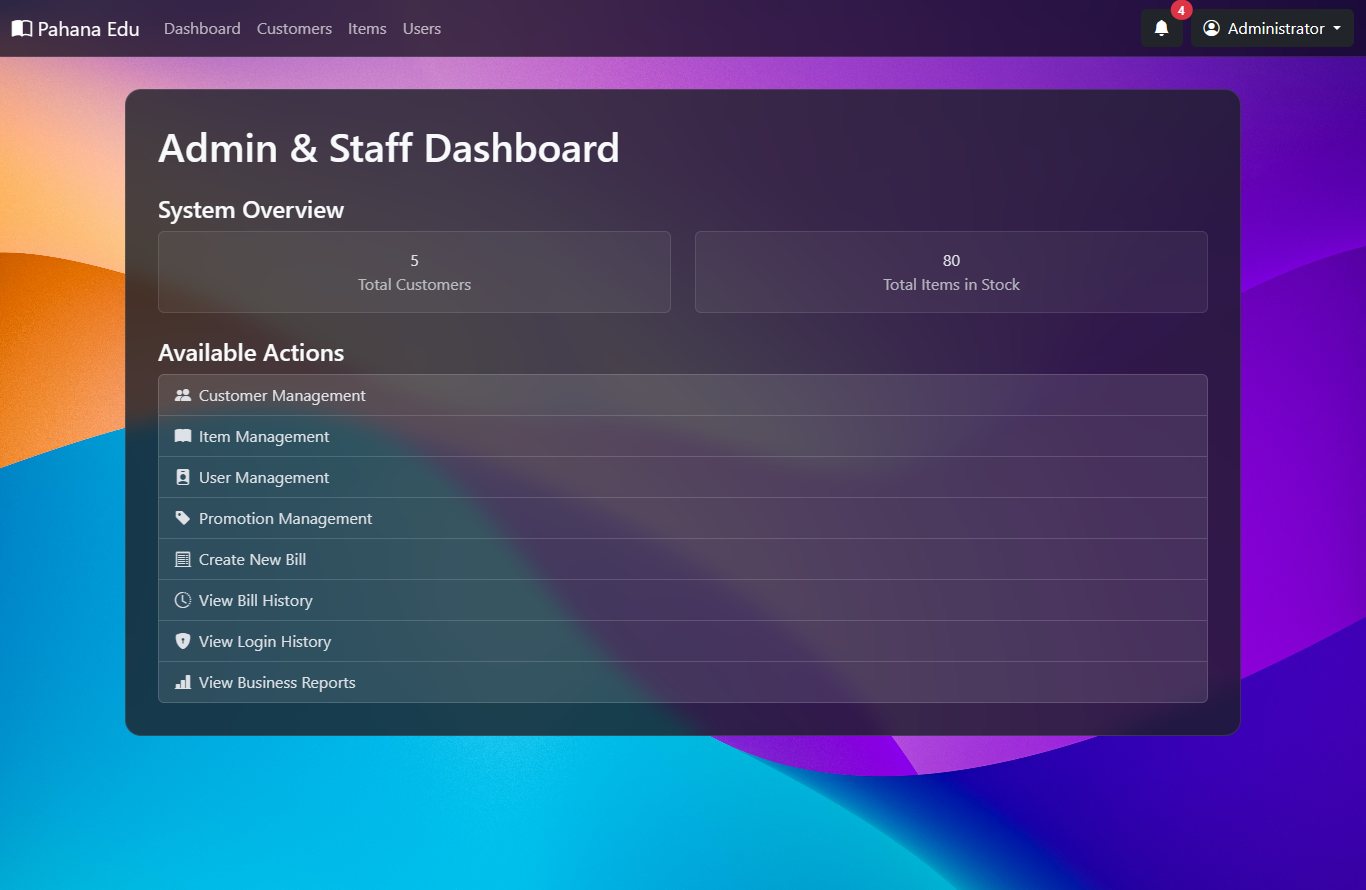 Pahana Edu Dashboard Customers Items Users 4 Administrator
Admin & Staff Dashboard
System Overview
5
Total Customers
80
Total Items in Stock
Available Actions
Customer Management
Item Management
User Management
Promotion Management
Create New Bill
View Bill History
View Login History
View Business Reports